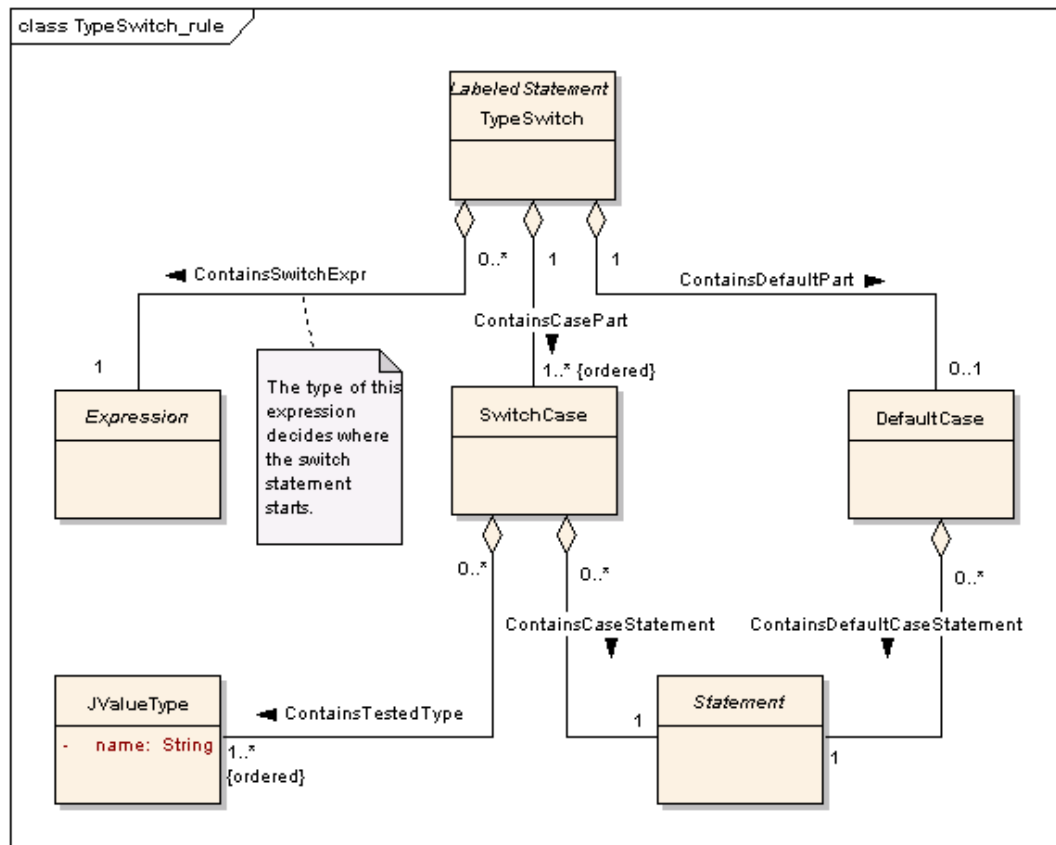 class TypeSwitch_rule
Labeled Statement
TypeSwitch
0..*
1
1
ContainsSwitchExpr
ContainsDefaultPart
ContainsCasePart
1
The type of this
expression
decides where
the switch
statement
starts.
1..* {ordered}
0..1
Expression
SwitchCase
DefaultCase
0..*
0..*
0..*
ContainsCaseStatement
ContainsDefaultCaseStatement
JValueType
- name: String
ContainsTestedType
1..*
{ordered}
Statement
1
1